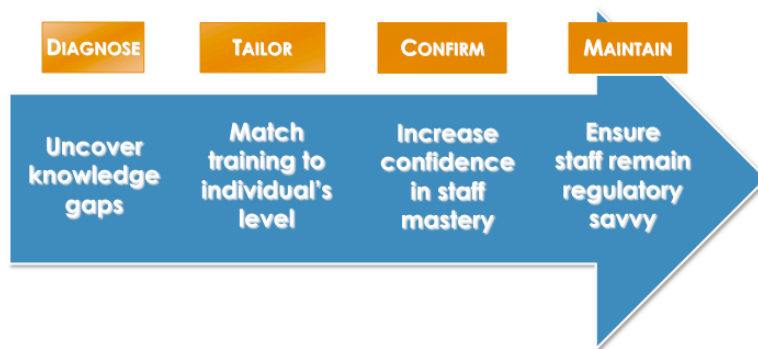 DIAGNOSE
TAILOR
CONFIRM
MAINTAIN
Uncover
knowledge
gaps
Match
training to
individual's
level
Increase
confidence
in staff
mastery
Ensure
staff remain
regulatory
savvy